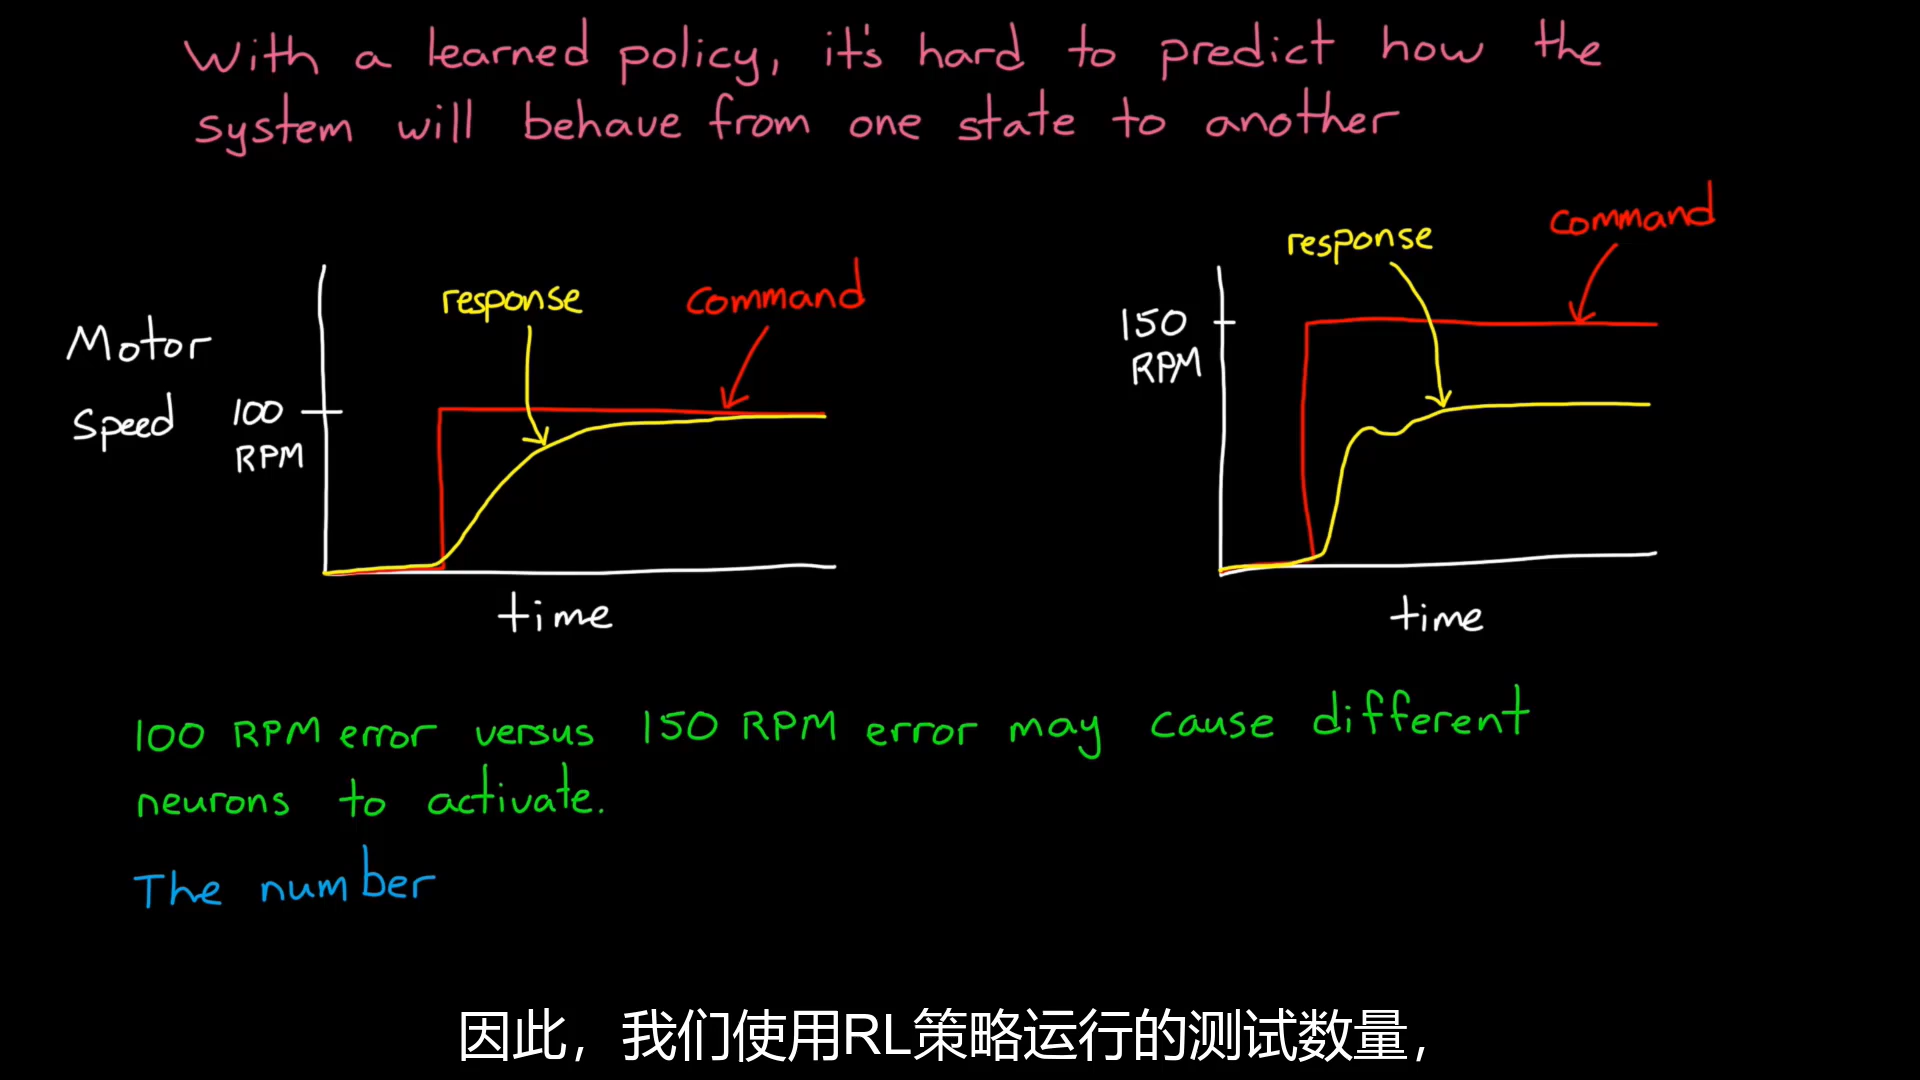 With a learned policy, it's hard to predict how the
system will behave from one state to another
Motor
Speed
100
RPM
response
command
time
150
RPM
response
command
time
100 RPM error versus 150 RPM error may cause different
neurons to activate.
The number
因此，我们使用RL策略运行的测试数量，